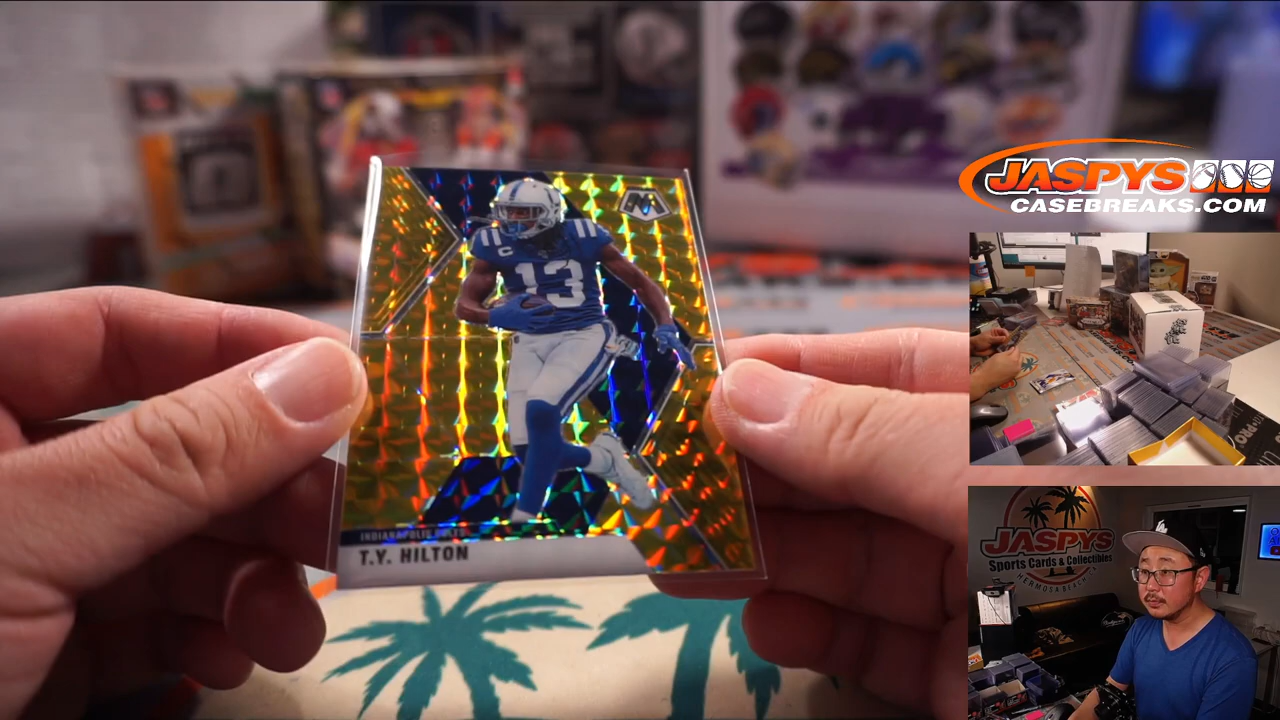 JASPYS
CASEBREAKS.COM
C
13
INDIANAPOLIS COLTS
T.Y. HILTON
JASPYS
Sports Cards & Collectibles
HERMOSA BEACH